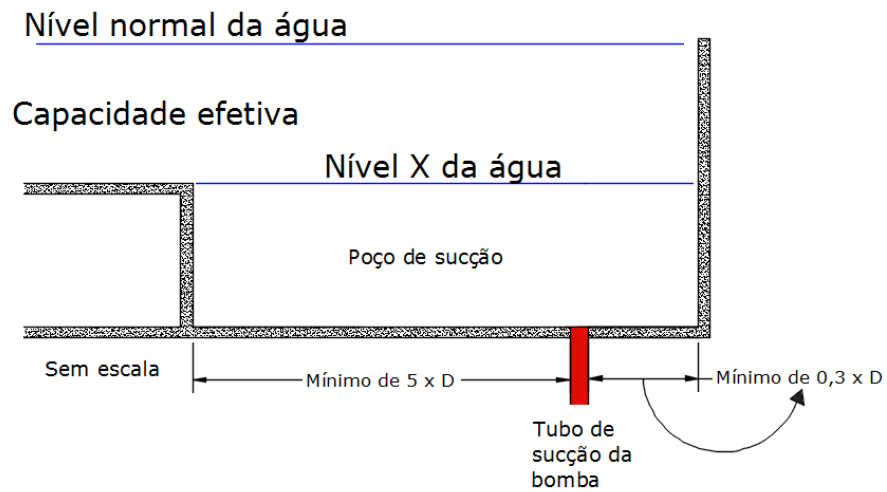 Nível normal da água
Capacidade efetiva
Nível X da água
Poço de sucção
Sem escala
Mínimo de 5 x D
Mínimo de 0,3 x D
Tubo de
sucção da
bomba